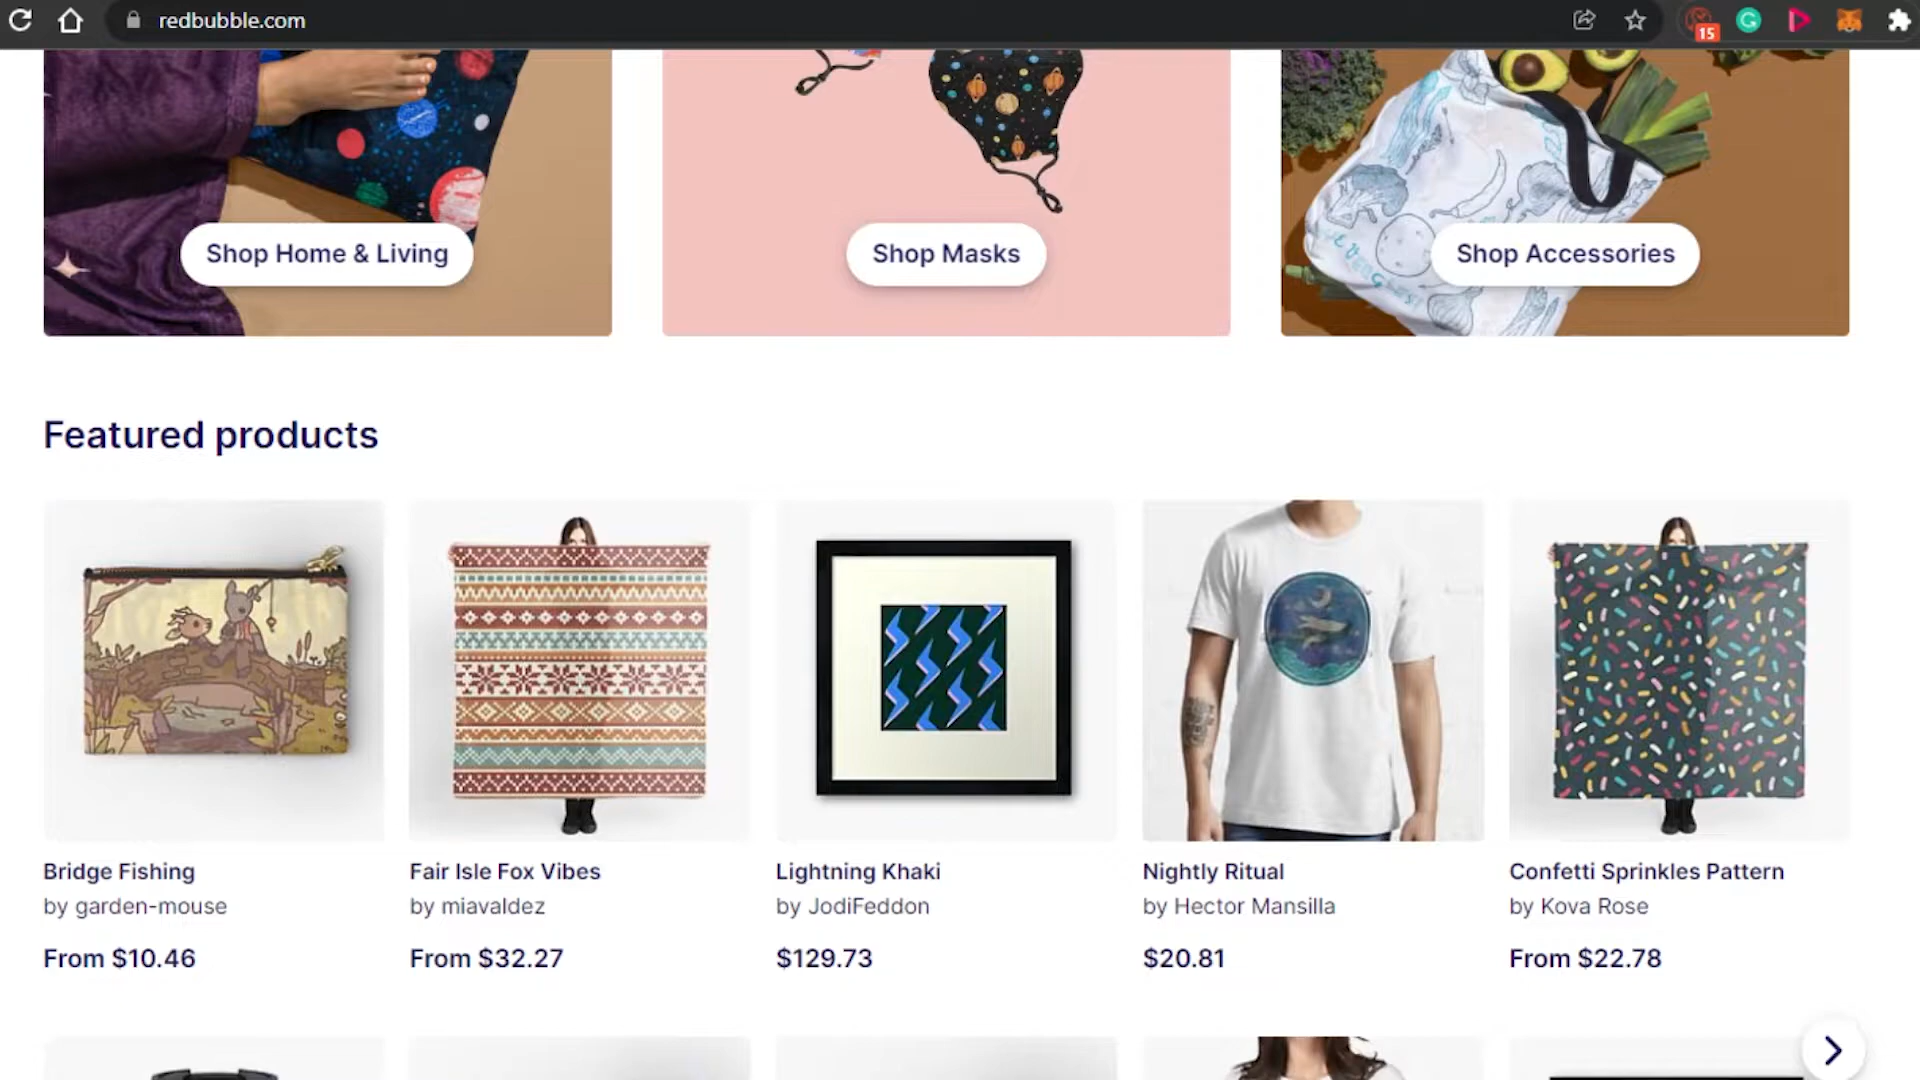 redbubble.com
15
Shop Home & Living
Shop Masks
Shop Accessories
Featured products
Bridge Fishing
by garden-mouse
From $10.46
Fair Isle Fox Vibes
by miavaldez
From $32.27
Lightning Khaki
by JodiFeddon
$129.73
Nightly Ritual
by Hector Mansilla
$20.81
Confetti Sprinkles Pattern
by Kova Rose
From $22.78